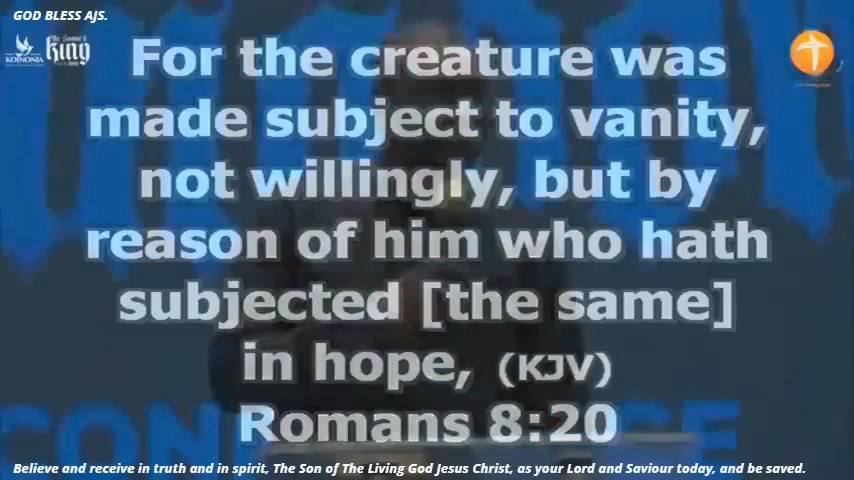 GOD BLESS AJS.
KOINONIA
King
For the creature was
made subject to vanity,
not willingly, but by
reason of him who hath
subjected [the same]
in hope, (KJV)
Romans 8:20
Believe and receive in truth and in spirit, The Son of The Living God Jesus Christ, as your Lord and Saviour today, and be saved.